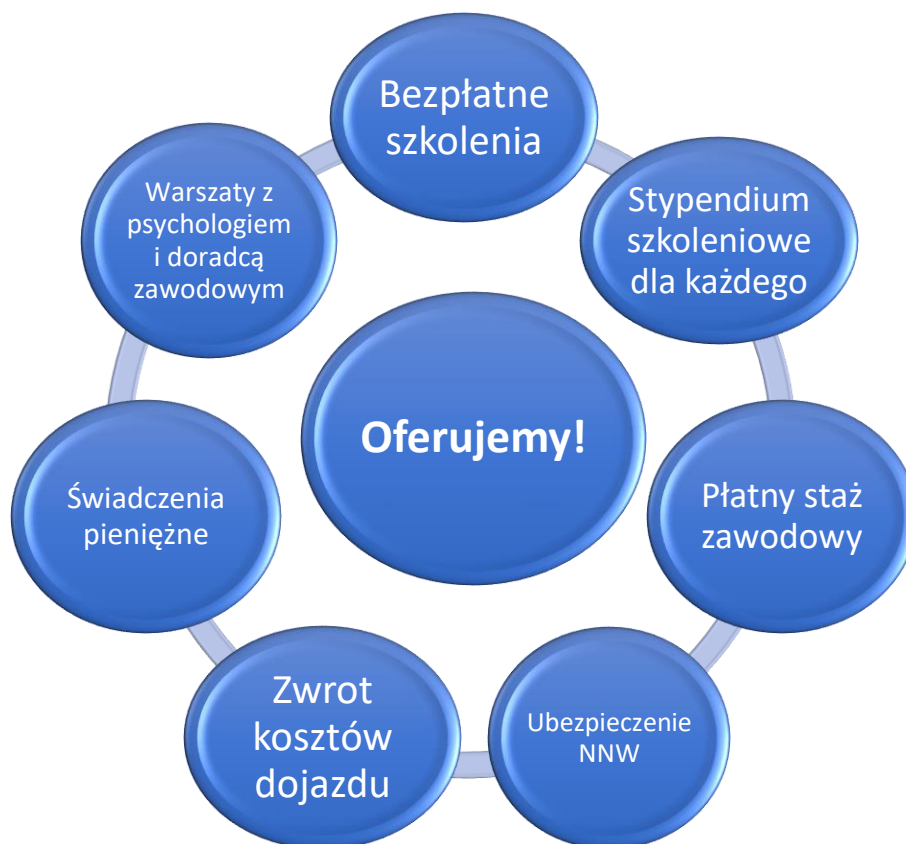 Bezpłatne
szkolenia
Stypendium
szkoleniowe
dla każdego
Płatny staż
zawodowy
Ubezpieczenie
NNW
Zwrot
kosztów
dojazdu
Świadczenia
pieniężne
Warszaty z
psychologiem
i doradcą
zawodowym
Oferujemy!